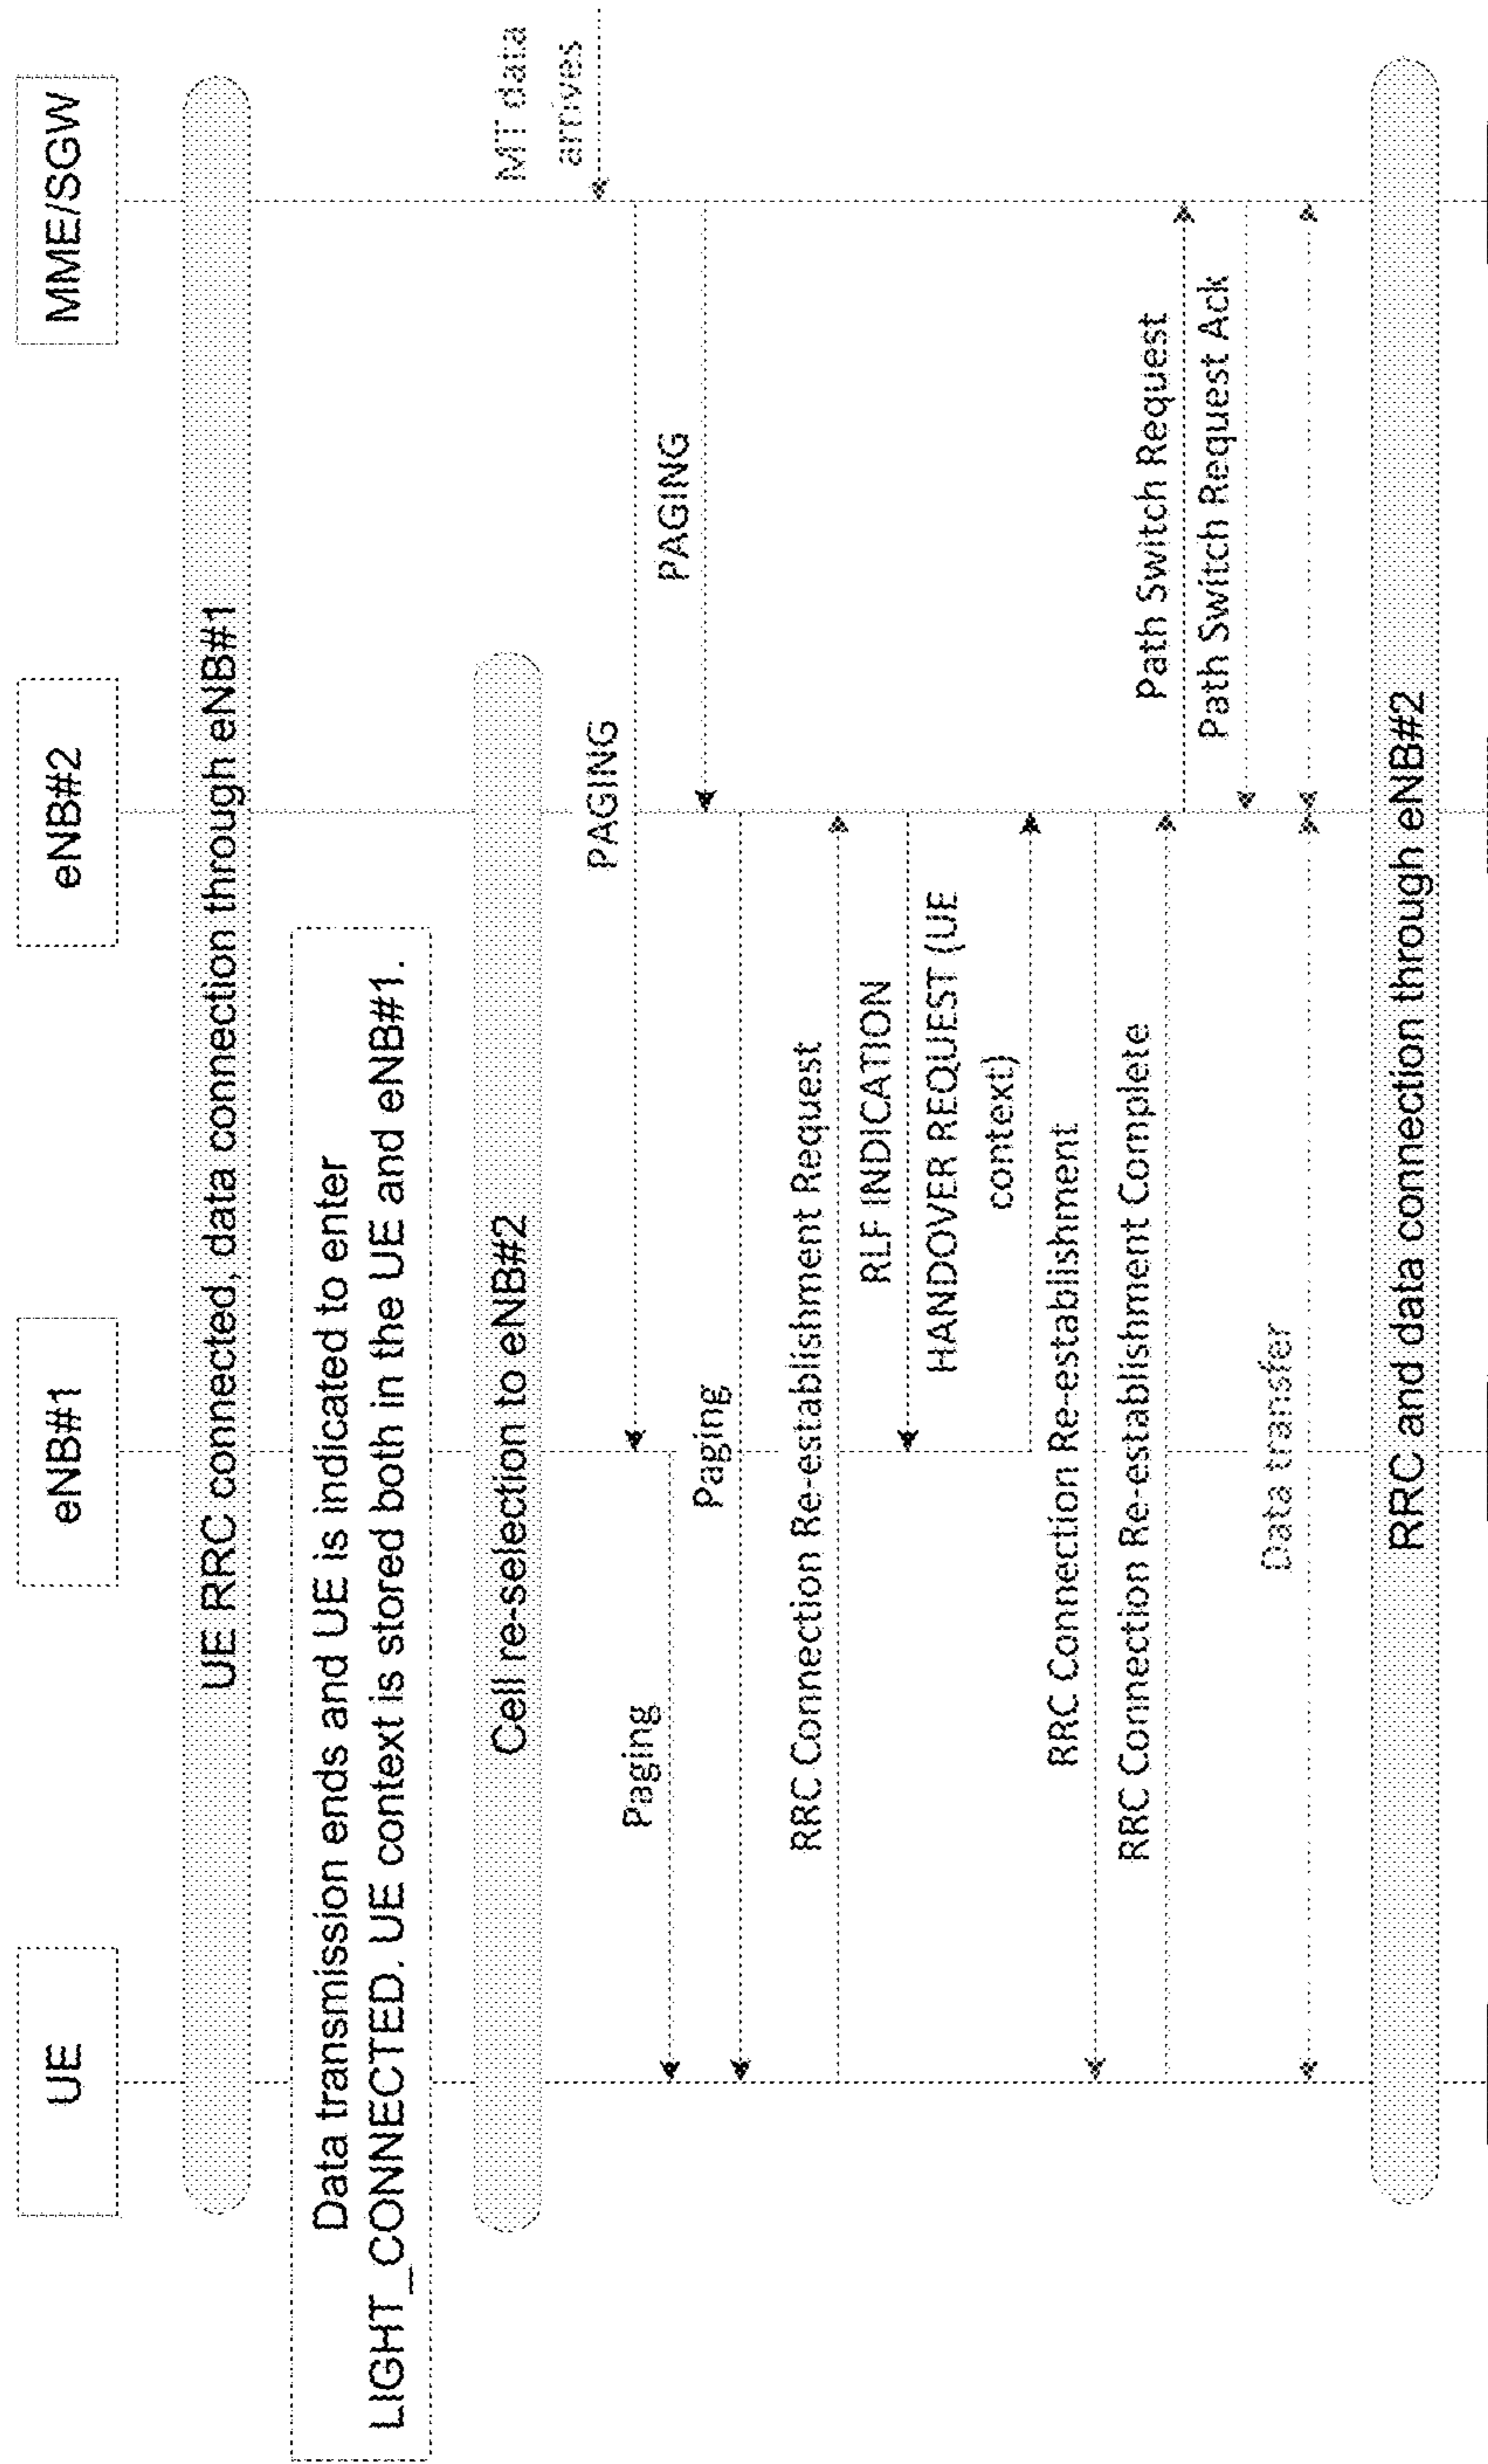 UE
eNB#1
eNB#2
MME/SGW
UE RRC connected, data connection through eNB#1
Data transmission ends and UE is indicated to enter
LIGHT_CONNECTED. UE context is stored both in the UE and eNB#1.
Cell re-selection to eNB#2
MT data
arrives
PAGING
Paging
PAGING
Paging
RRC Connection Re-establishment Request
RLF INDICATION
HANDOVER REQUEST (UE
context)
RRC Connection Re-establishment
RRC Connection Re-establishment Complete
Path Switch Request
Path Switch Request Ack
Data transfer
RRC and data connection through eNB#2